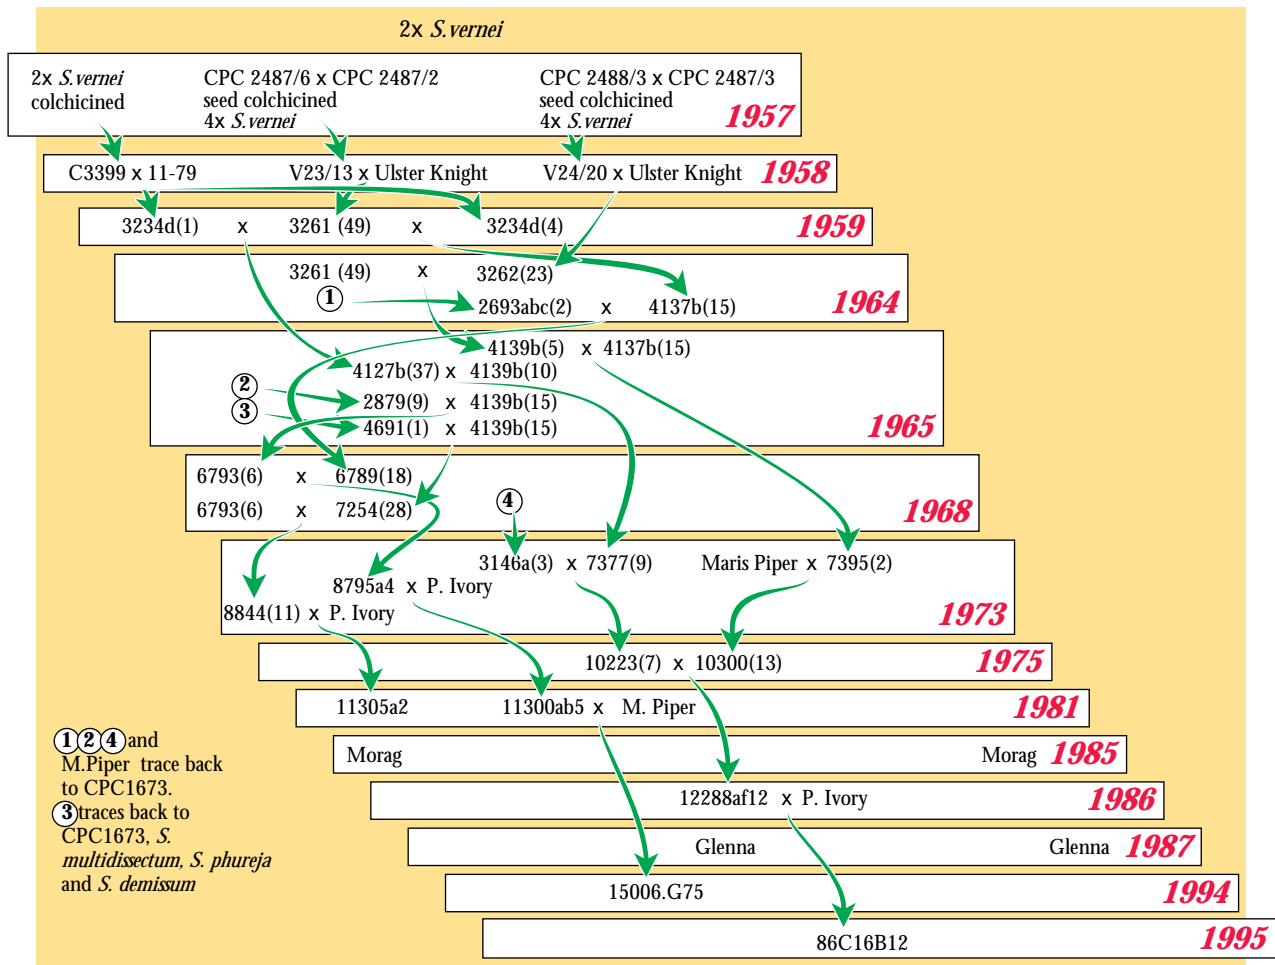 2x S.vernei
2x S.vernei
colchicined
CPC 2487/6 x CPC 2487/2
seed colchicined
4x S.vernei
CPC 2488/3 x CPC 2487/3
seed colchicined
4x S.vernei
1957
C3399 x 11-79 V23/13 x Ulster Knight V24/20 x Ulster Knight 1958
3234d(1) x 3261 (49) x 3234d(4) 1959
3261 (49) x 3262(23)
1 2693abc(2) x 4137b(15) 1964
4139b(5) x 4137b(15)
4127b(37) x 4139b(10)
2 2879(9) x 4139b(15)
3 4691(1) x 4139b(15) 1965
6793(6) x 6789(18)
6793(6) x 7254(28) 4 1968
3146a(3) x 7377(9) Maris Piper x 7395(2)
8795a4 x P. Ivory
8844(11) x P. Ivory 1973
10223(7) x 10300(13) 1975
11305a2 11300ab5 x M. Piper 1981
Morag Morag 1985
12288af12 x P. Ivory 1986
Glenna Glenna 1987
15006.G75 1994
86C16B12 1995
1 2 4 and
M.Piper trace back
to CPC1673.
3 traces back to
CPC1673, S.
multidissectum, S. phureja
and S. demissum